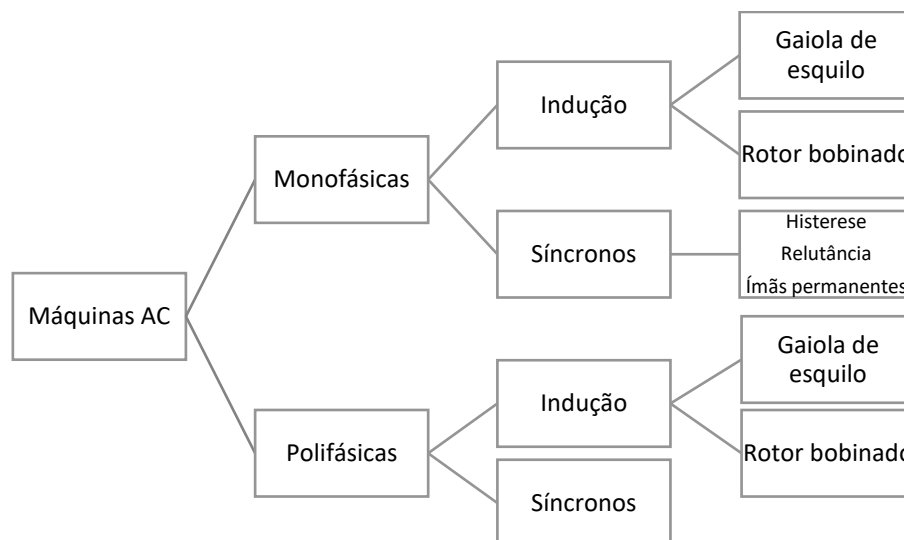 Máquinas AC
Monofásicas
Indução
Gaiola de
esquilo
Rotor bobinado
Síncronos
Histerese
Relutância
Ímãs permanentes
Polifásicas
Indução
Gaiola de
esquilo
Rotor bobinado
Síncronos